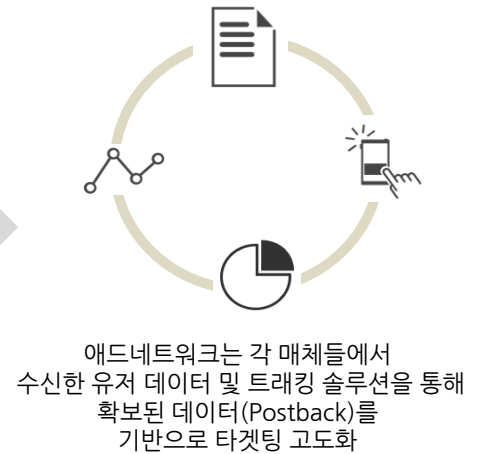 애드네트워크는 각 매체들에서
수신한 유저 데이터 및 트래킹 솔루션을 통해
확보된 데이터(Postback)를
기반으로 타겟팅 고도화